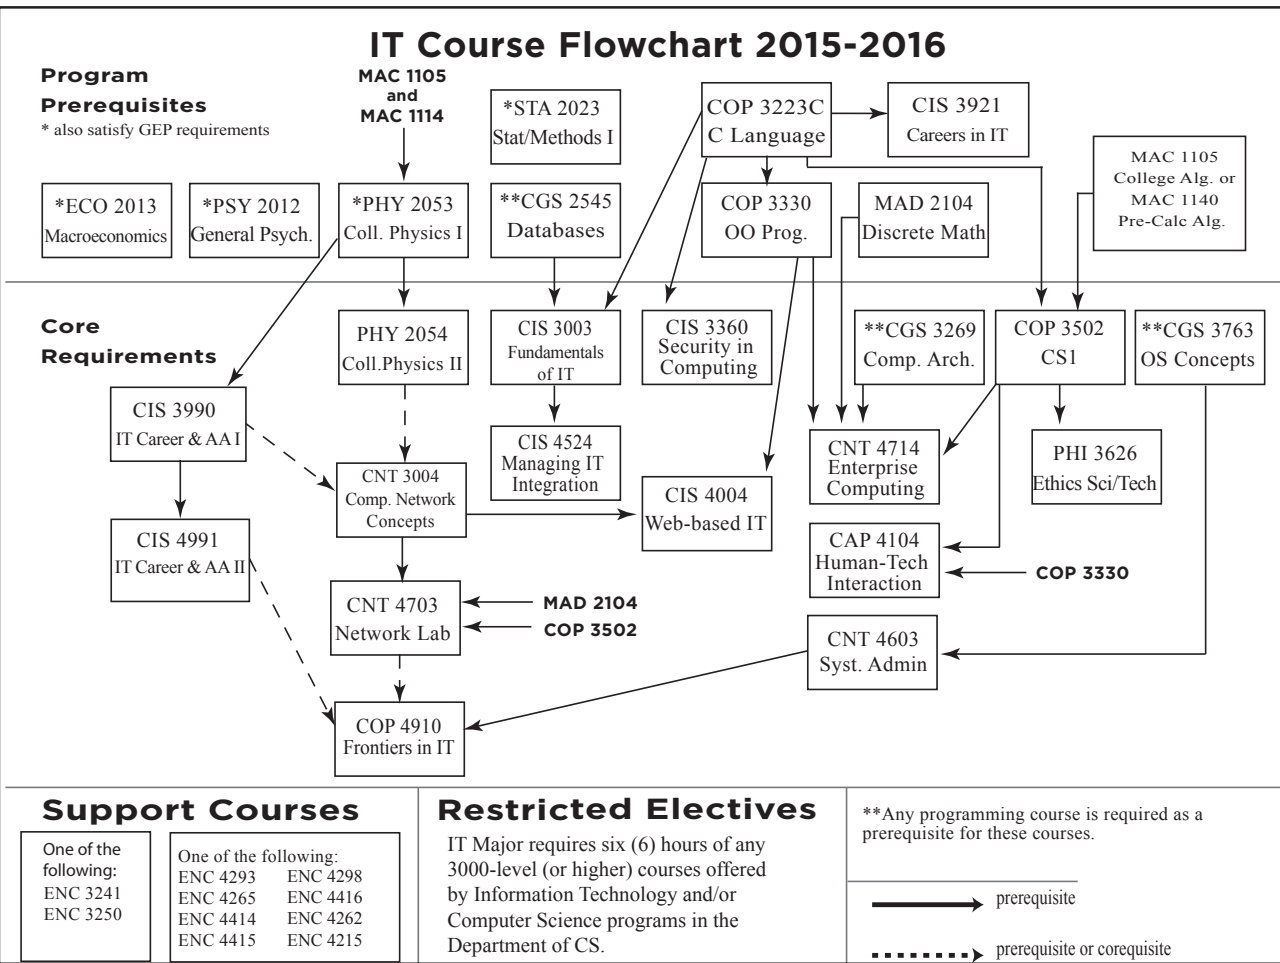 IT Course Flowchart 2015-2016
Program
Prerequisites
* also satisfy GEP requirements
MAC 1105
and
MAC 1114
*STA 2023
Stat/Methods I
COP 3223C
C Language
CIS 3921
Careers in IT
MAC 1105
College Alg. or
MAC 1140
Pre-Calc Alg.
*ECO 2013
Macroeconomics
*PSY 2012
General Psych.
*PHY 2053
Coll. Physics I
**CGS 2545
Databases
COP 3330
OO Prog.
MAD 2104
Discrete Math
Core
Requirements
PHY 2054
Coll.Physics II
CIS 3003
Fundamentals
of IT
CIS 3360
Security in
Computing
**CGS 3269
Comp. Arch.
COP 3502
CS1
**CGS 3763
OS Concepts
CIS 3990
IT Career & AA I
CIS 4524
Managing IT
Integration
CNT 4714
Enterprise
Computing
PHI 3626
Ethics Sci/Tech
CNT 3004
Comp. Network
Concepts
CIS 4004
Web-based IT
CIS 4991
IT Career & AA II
CAP 4104
Human-Tech
Interaction
COP 3330
CNT 4703
Network Lab
MAD 2104
COP 3502
CNT 4603
Syst. Admin
COP 4910
Frontiers in IT
Support Courses
One of the
following:
ENC 3241
ENC 3250
One of the following:
ENC 4293 ENC 4298
ENC 4265 ENC 4416
ENC 4414 ENC 4262
ENC 4415 ENC 4215
Restricted Electives
IT Major requires six (6) hours of any
3000-level (or higher) courses offered
by Information Technology and/or
Computer Science programs in the
Department of CS.
**Any programming course is required as a
prerequisite for these courses.
prerequisite
prerequisite or corequisite